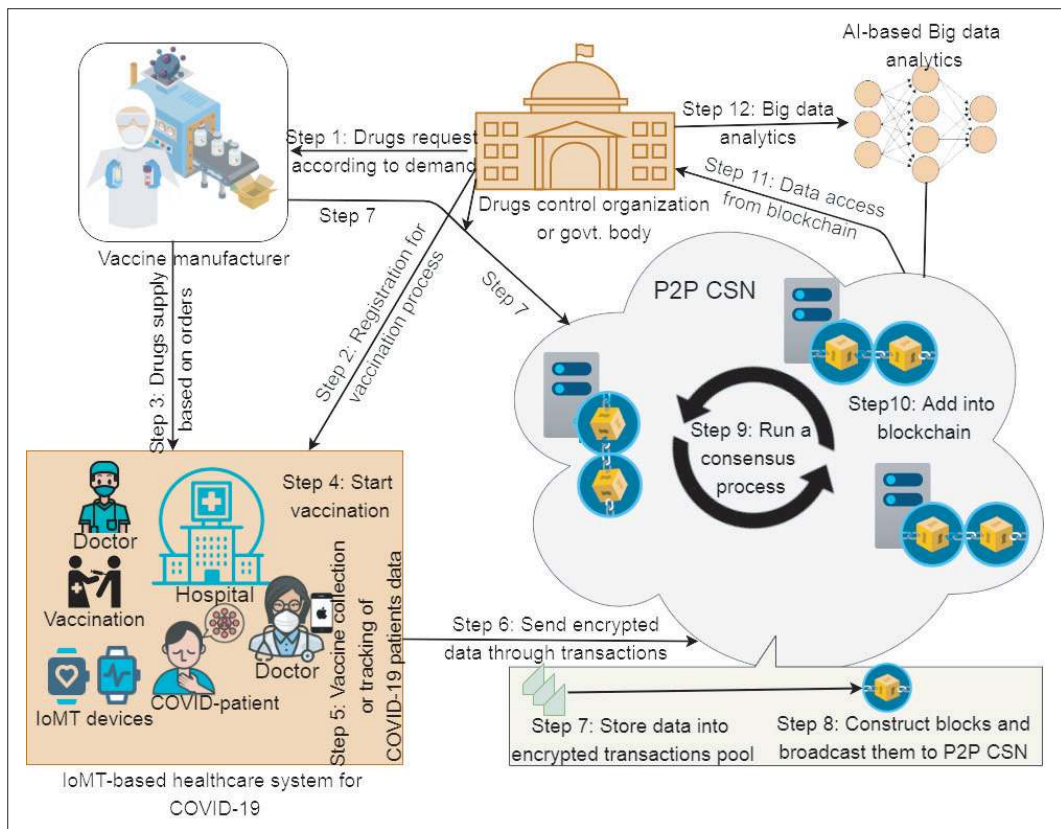 AI-based Big data
analytics
Step 12: Big data
analytics
Step 1: Drugs request
according to demand
Step 11: Data access
from blockchain
Step 7
Drugs control organization
or govt. body
Vaccine manufacturer
Step 7
P2P CSN
Step 2: Registration for
vaccination process
Step 3: Drugs supply
based on orders
Step 9: Run a
consensus
process
Step10: Add into
blockchain
Step 4: Start
vaccination
Doctor
Hospital
Vaccination
Doctor
COVID-patient
IoMT devices
Step 5: Vaccine collection
or tracking of
COVID-19 patients data
Step 6: Send encrypted
data through transactions
Step 7: Store data into
encrypted transactions pool
Step 8: Construct blocks and
broadcast them to P2P CSN
IoMT-based healthcare system for
COVID-19